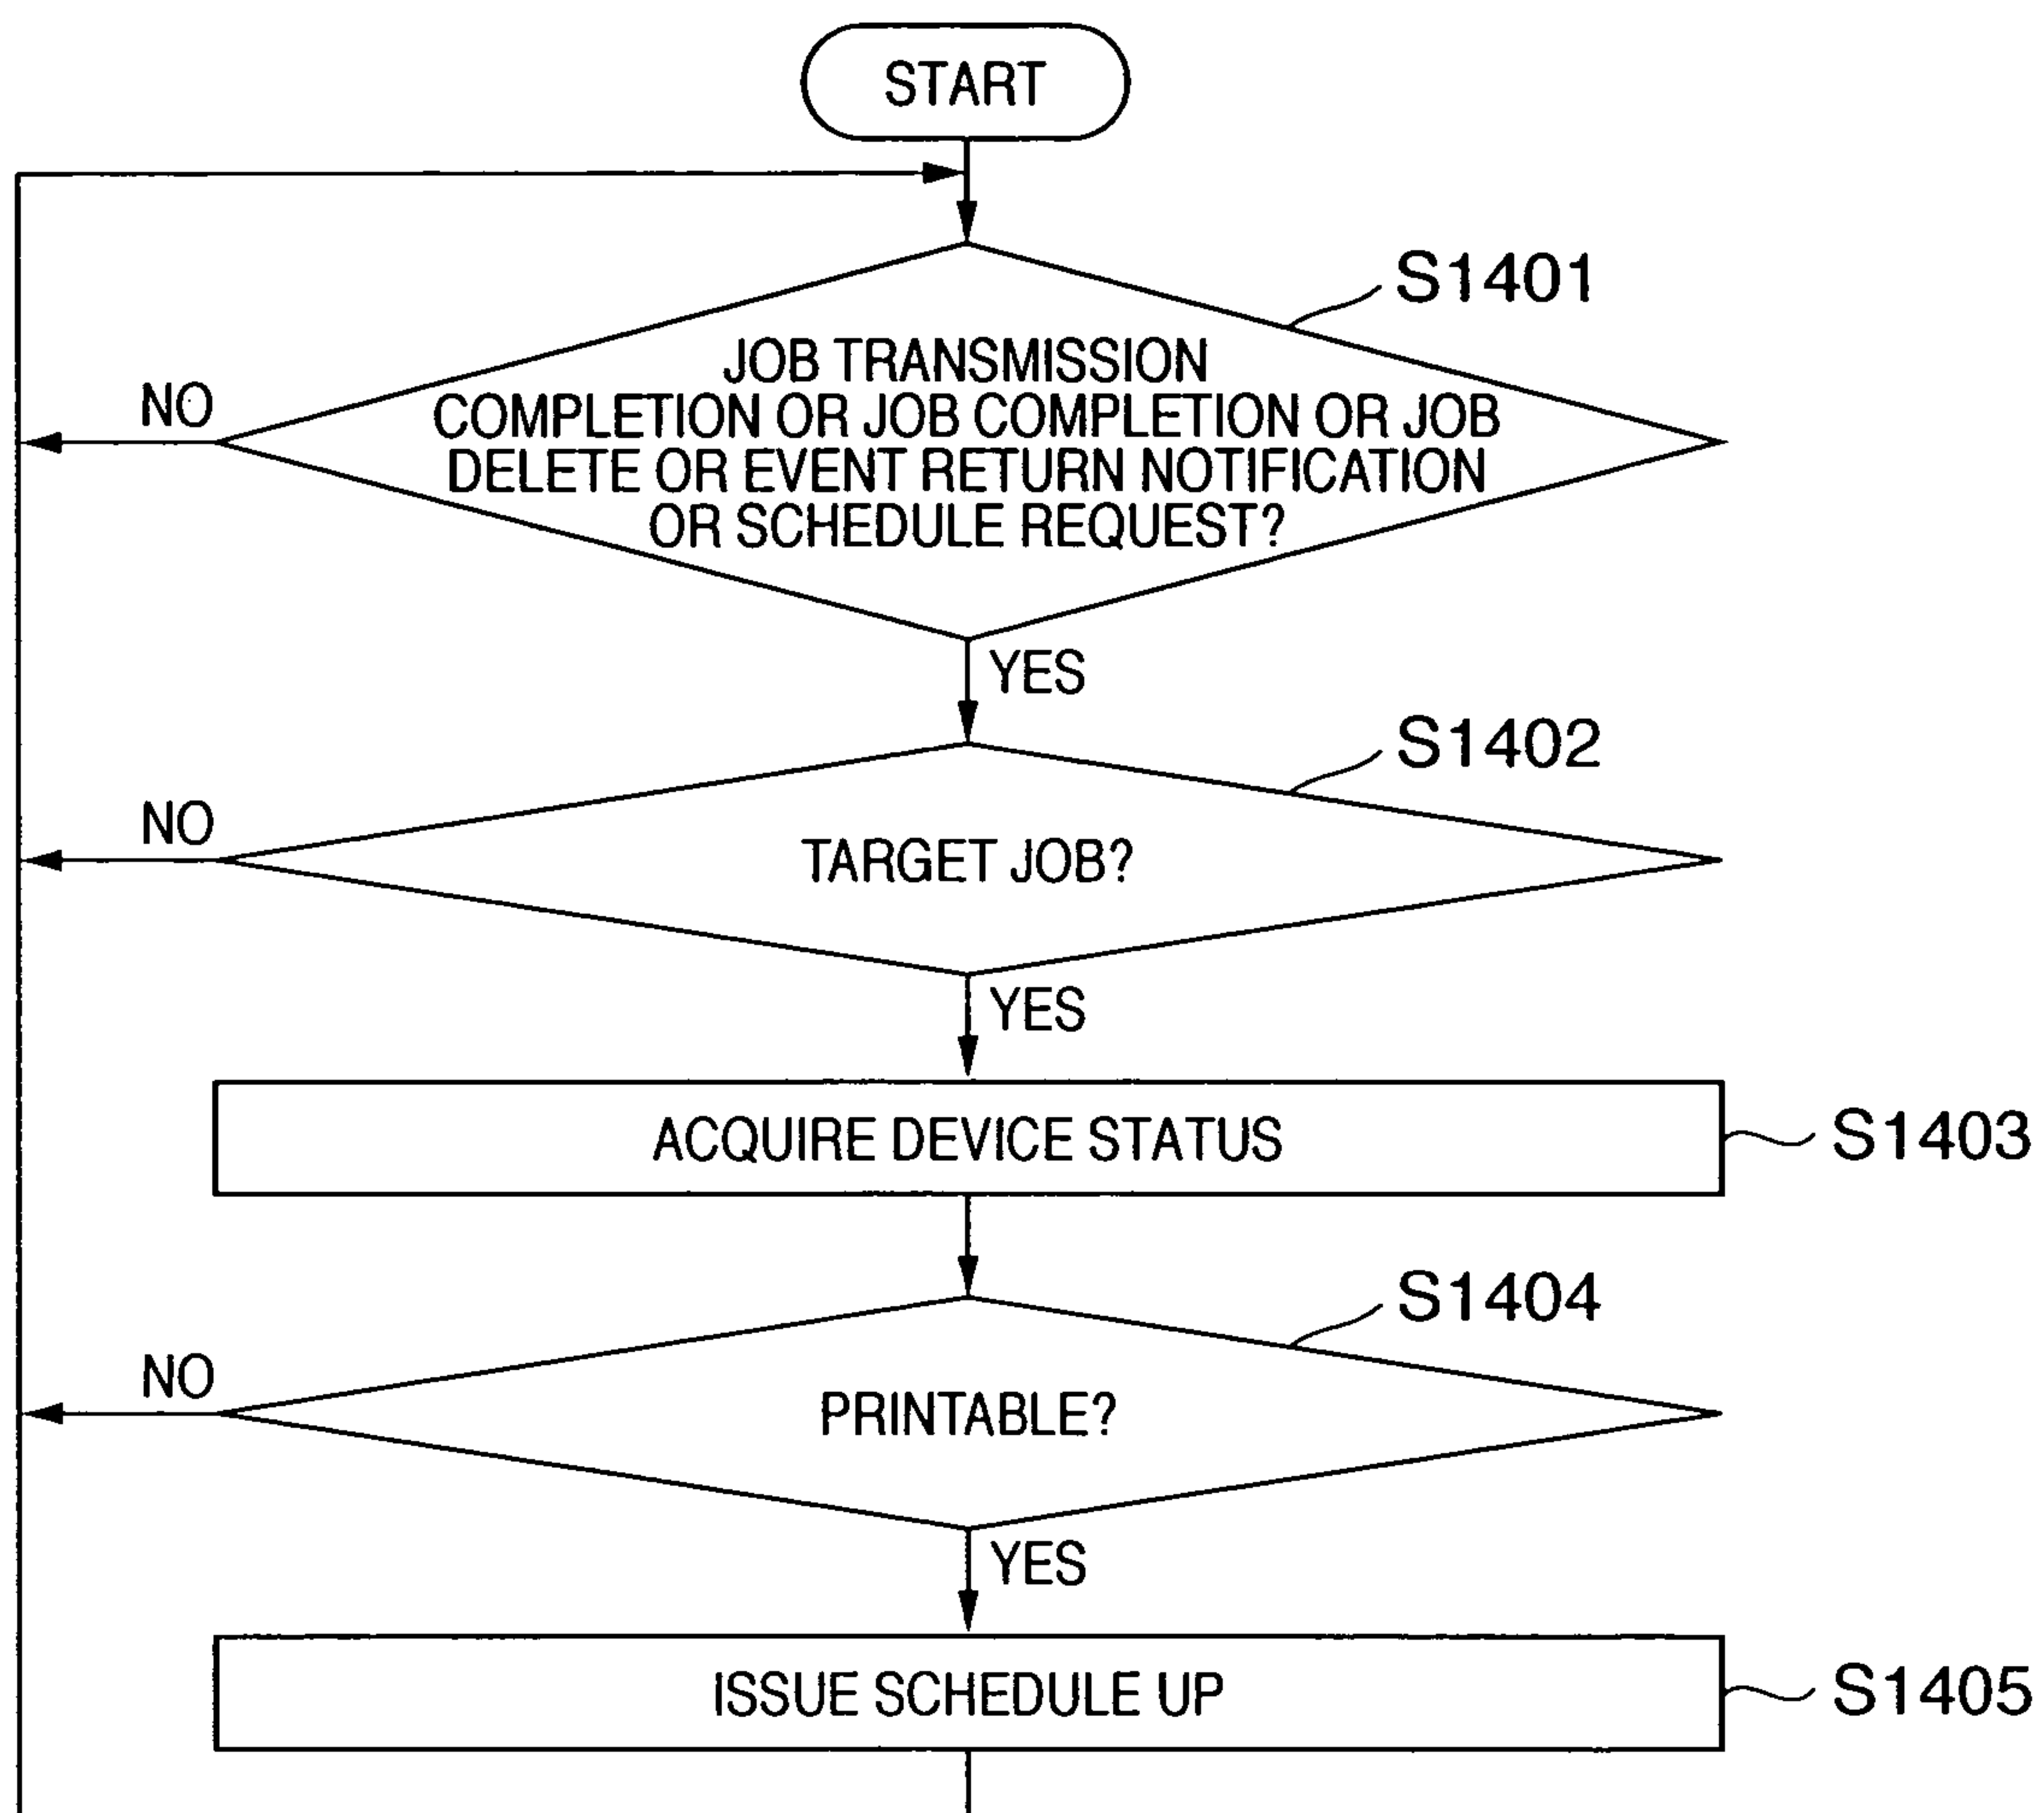 START
S1401
JOB TRANSMISSION
COMPLETION OR JOB COMPLETION OR JOB
DELETE OR EVENT RETURN NOTIFICATION
OR SCHEDULE REQUEST?
NO
YES
S1402
TARGET JOB?
NO
YES
ACQUIRE DEVICE STATUS
S1403
S1404
PRINTABLE?
NO
YES
ISSUE SCHEDULE UP
S1405